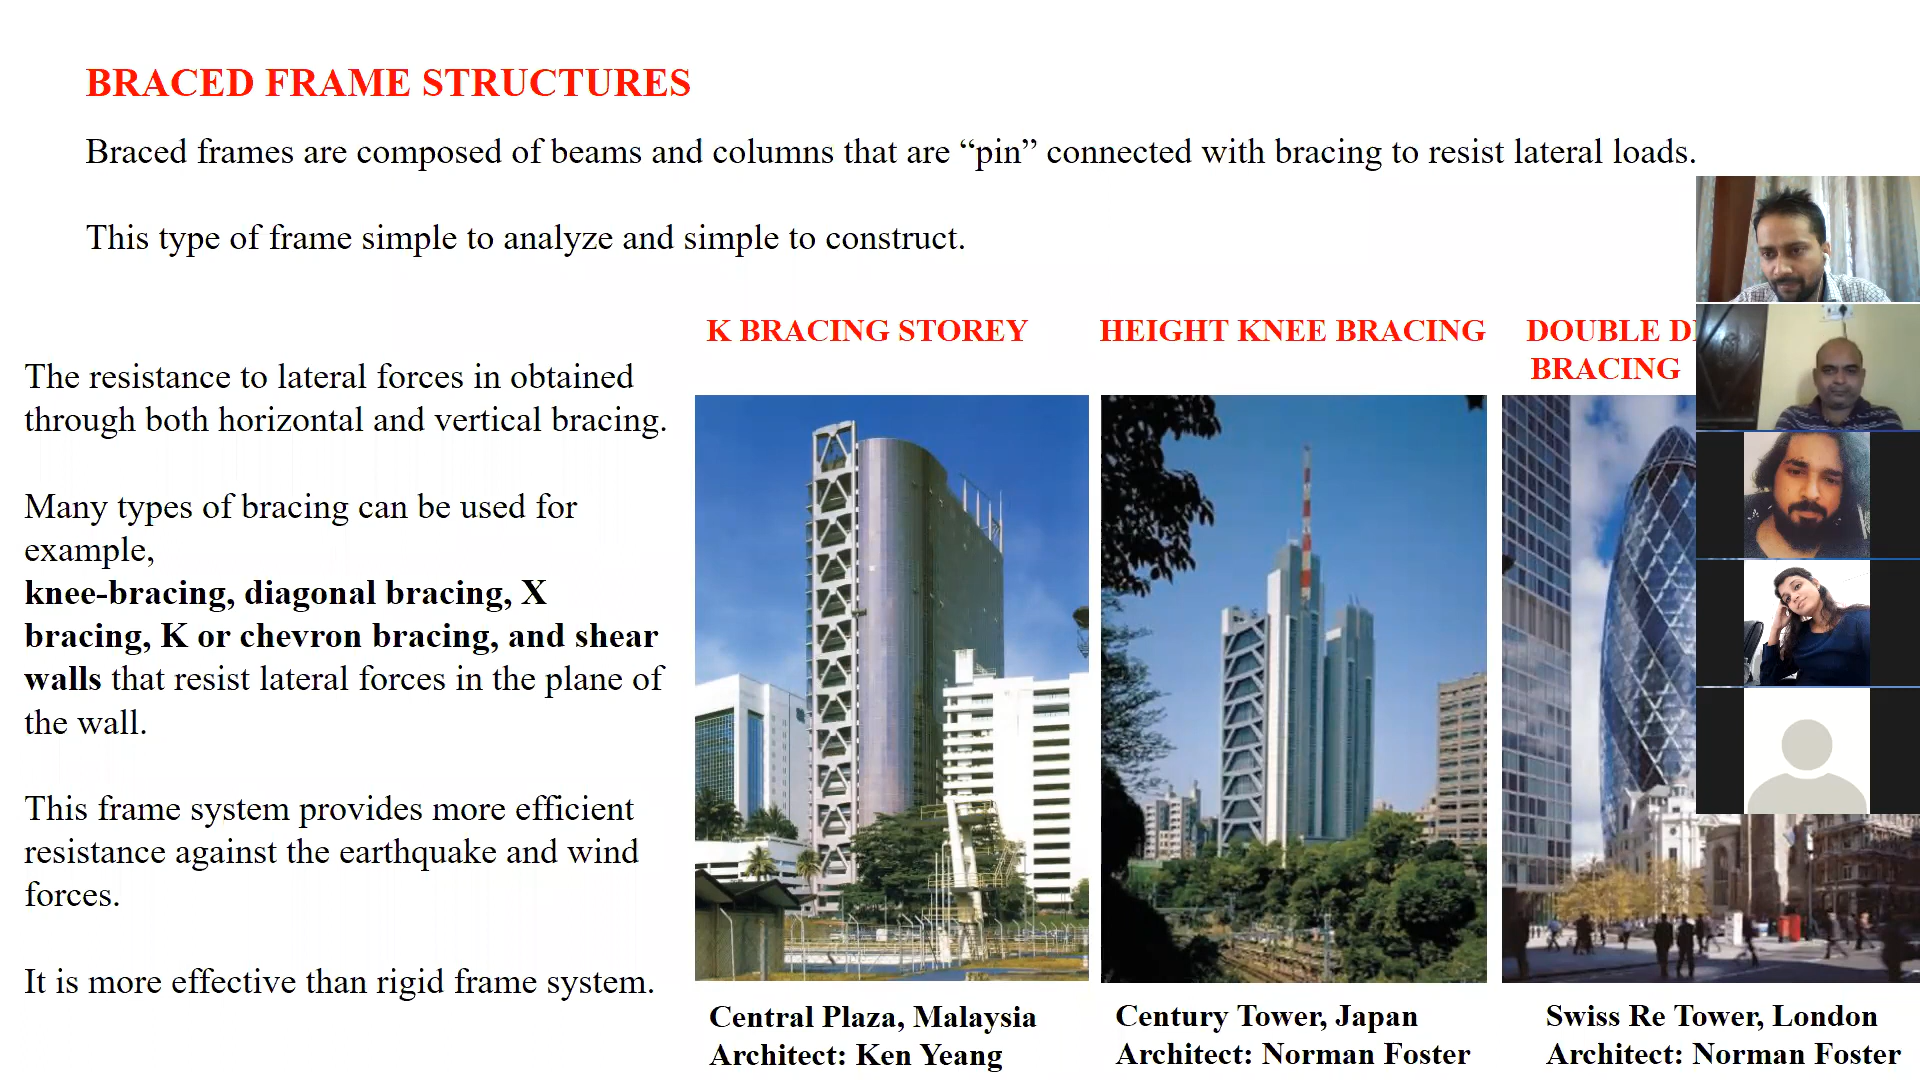 BRACED FRAME STRUCTURES
Braced frames are composed of beams and columns that are “pin” connected with bracing to resist lateral loads.
This type of frame simple to analyze and simple to construct.
The resistance to lateral forces in obtained
through both horizontal and vertical bracing.
Many types of bracing can be used for
example,
knee-bracing, diagonal bracing, X
bracing, K or chevron bracing, and shear
walls that resist lateral forces in the plane of
the wall.
This frame system provides more efficient
resistance against the earthquake and wind
forces.
It is more effective than rigid frame system.
K BRACING STOREY
Central Plaza, Malaysia
Architect: Ken Yeang
HEIGHT KNEE BRACING
Century Tower, Japan
Architect: Norman Foster
DOUBLE
BRACING
Swiss Re Tower, London
Architect: Norman Foster